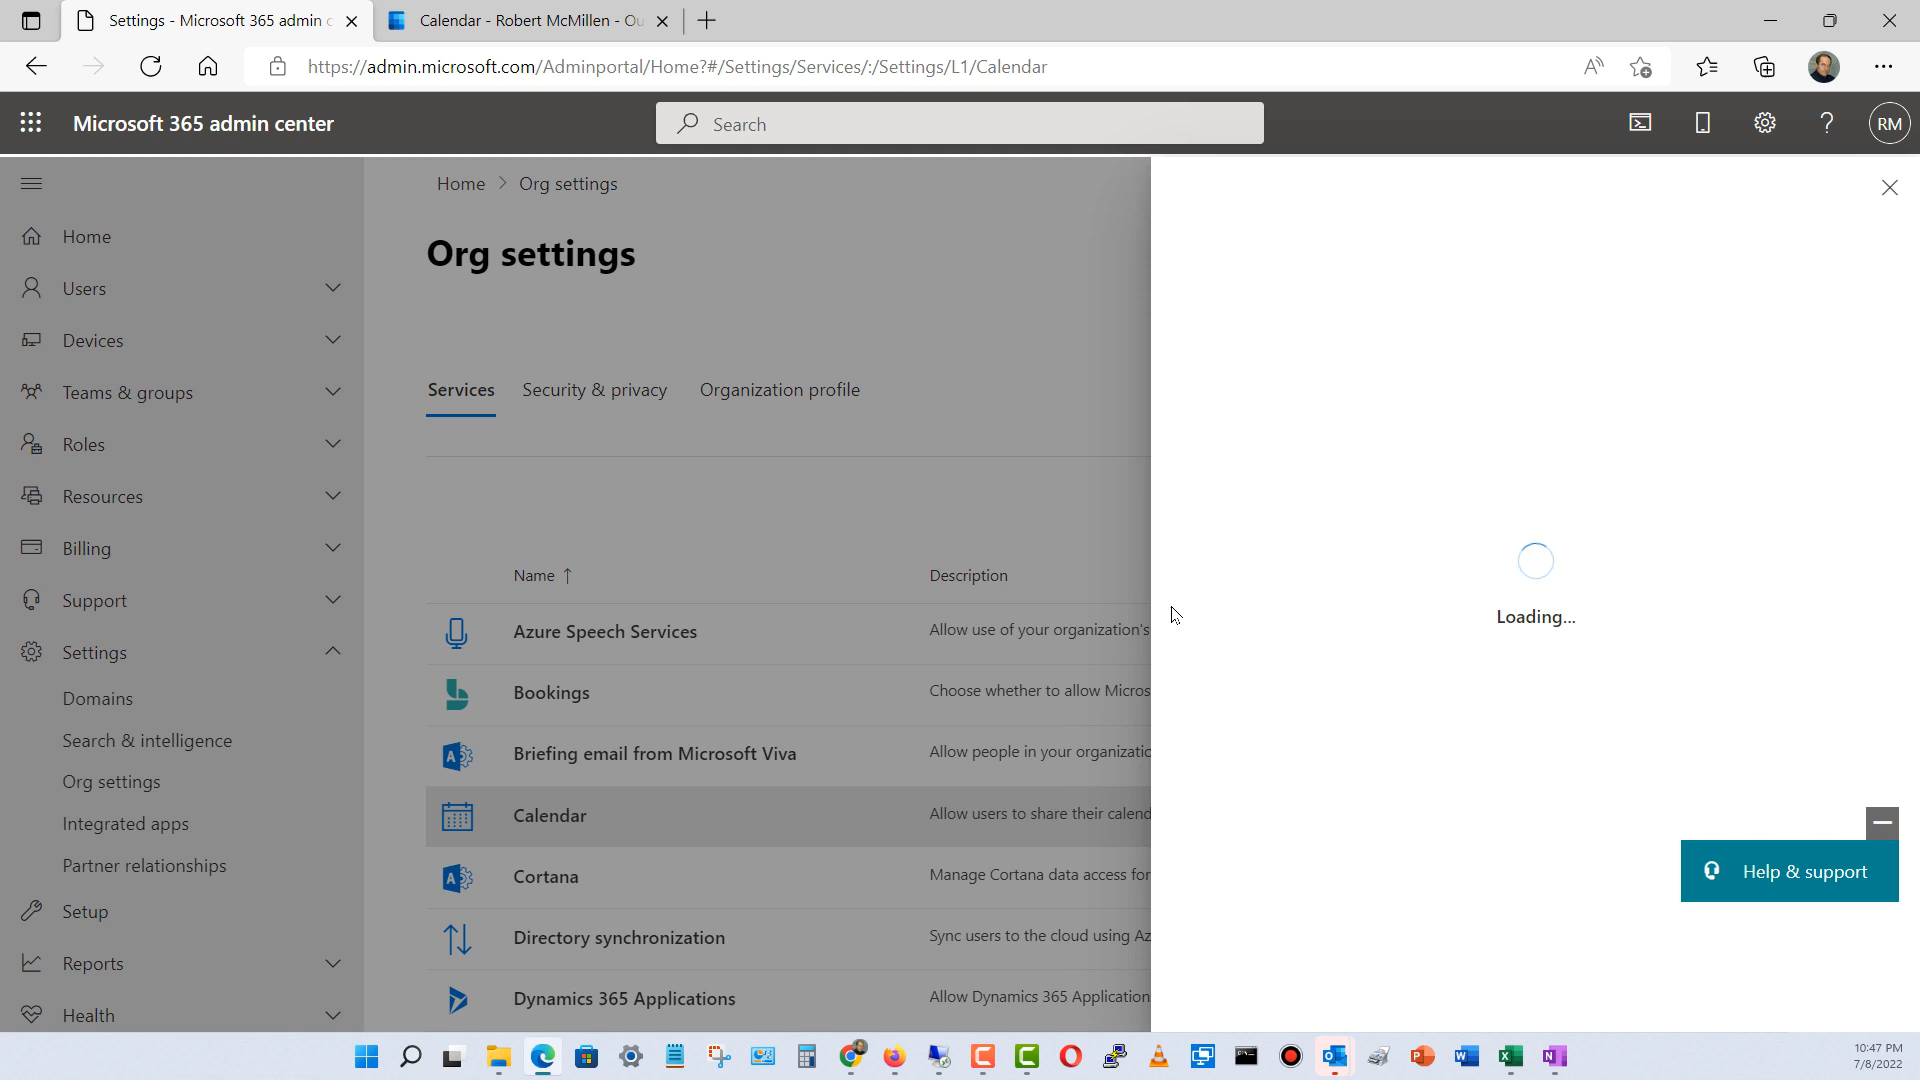 Settings - Microsoft 365 admin c
Calendar - Robert McMillen - Ou
https://admin.microsoft.com/Adminportal/Home?#/Settings/Services/:/Settings/L1/Calendar
Microsoft 365 admin center
Search
RM
Home
Users
Devices
Teams & groups
Roles
Resources
Billing
Support
Settings
Domains
Search & intelligence
Org settings
Integrated apps
Partner relationships
Setup
Reports
Health
Home > Org settings
Org settings
Services
Security & privacy
Organization profile
Name ↑
Description
Azure Speech Services
Allow use of your organization's
Bookings
Choose whether to allow Micros
Briefing email from Microsoft Viva
Allow people in your organizatio
Calendar
Allow users to share their calend
Cortana
Manage Cortana data access for
Directory synchronization
Sync users to the cloud using Az
Dynamics 365 Applications
Allow Dynamics 365 Application
Loading...
Help & support
10:47 PM
7/8/2022